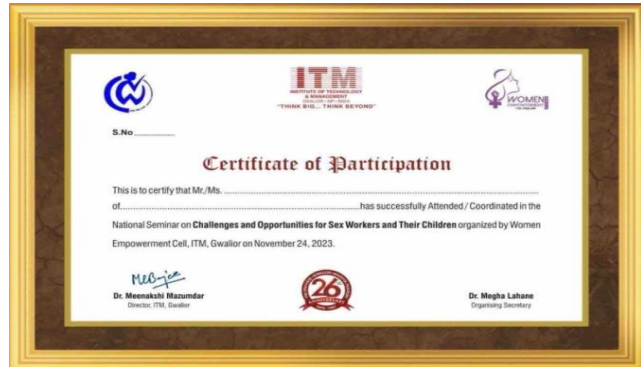 ITM
INSTITUTE OF TECHNOLOGY
& MANAGEMENT
GWALIOR • MP • INDIA
"THINK BIG... THINK BEYOND"
WOMEN
EMPOWERMENT
S.No
Certificate of Participation
This is to certify that Mr./Ms.
of has successfully Attended / Coordinated in the
National Seminar on Challenges and Opportunities for Sex Workers and Their Children organized by Women
Empowerment Cell, ITM, Gwalior on November 24, 2023.
26
Dr. Meenakshi Mazumdar
Director, ITM, Gwalior
Dr. Megha Lahane
Organising Secretary